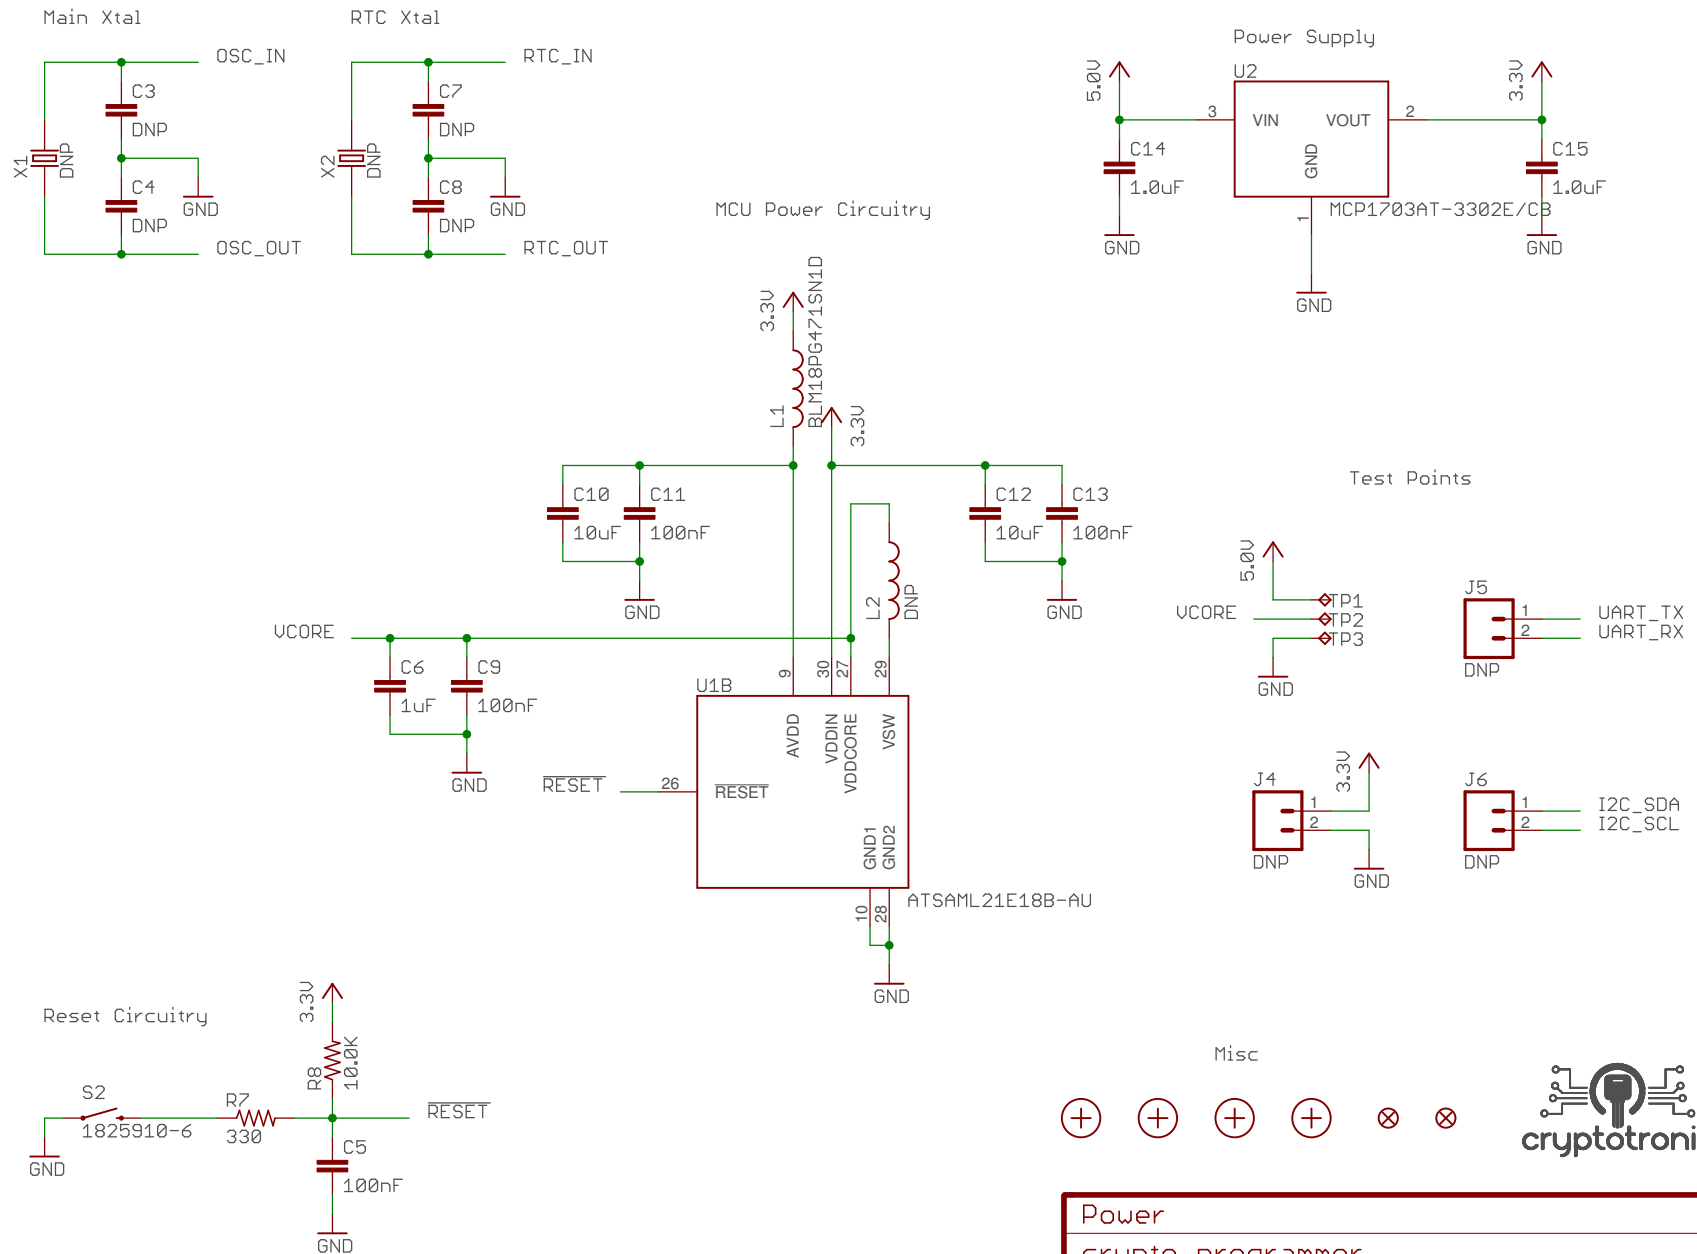 Main Xtal
OSC_IN
C3
DNP
X1
DNP
C4
DNP
GND
OSC_OUT
RTC Xtal
RTC_IN
C7
DNP
X2
DNP
C8
DNP
GND
RTC_OUT
Power Supply
5.0V
U2
3
VIN
VOUT
2
3.3V
GND
C14
1.0uF
C15
1.0uF
1
MCP1703AT-3302E/CB
GND
GND
GND
MCU Power Circuitry
3.3V
L1
BLM18PG471SN1D
3.3V
C10
10uF
C11
100nF
GND
C12
10uF
C13
100nF
GND
L2
DNP
VCORE
C6
1uF
C9
100nF
GND
U1B
9
30
27
29
AVDD
VDDIN
VDDCORE
VSW
RESET
26
RESET
GND1
GND2
10
28
ATSAML21E18B-AU
GND
Test Points
5.0V
TP1
VCORE
TP2
TP3
GND
J5
1
UART_TX
2
UART_RX
DNP
J4
3.3V
1
2
DNP
GND
J6
1
I2C_SDA
2
I2C_SCL
DNP
Reset Circuitry
3.3V
R8
10.0K
S2
1825910-6
R7
330
RESET
GND
C5
100nF
GND
Misc
cryptotroni
Power
crypto programmer